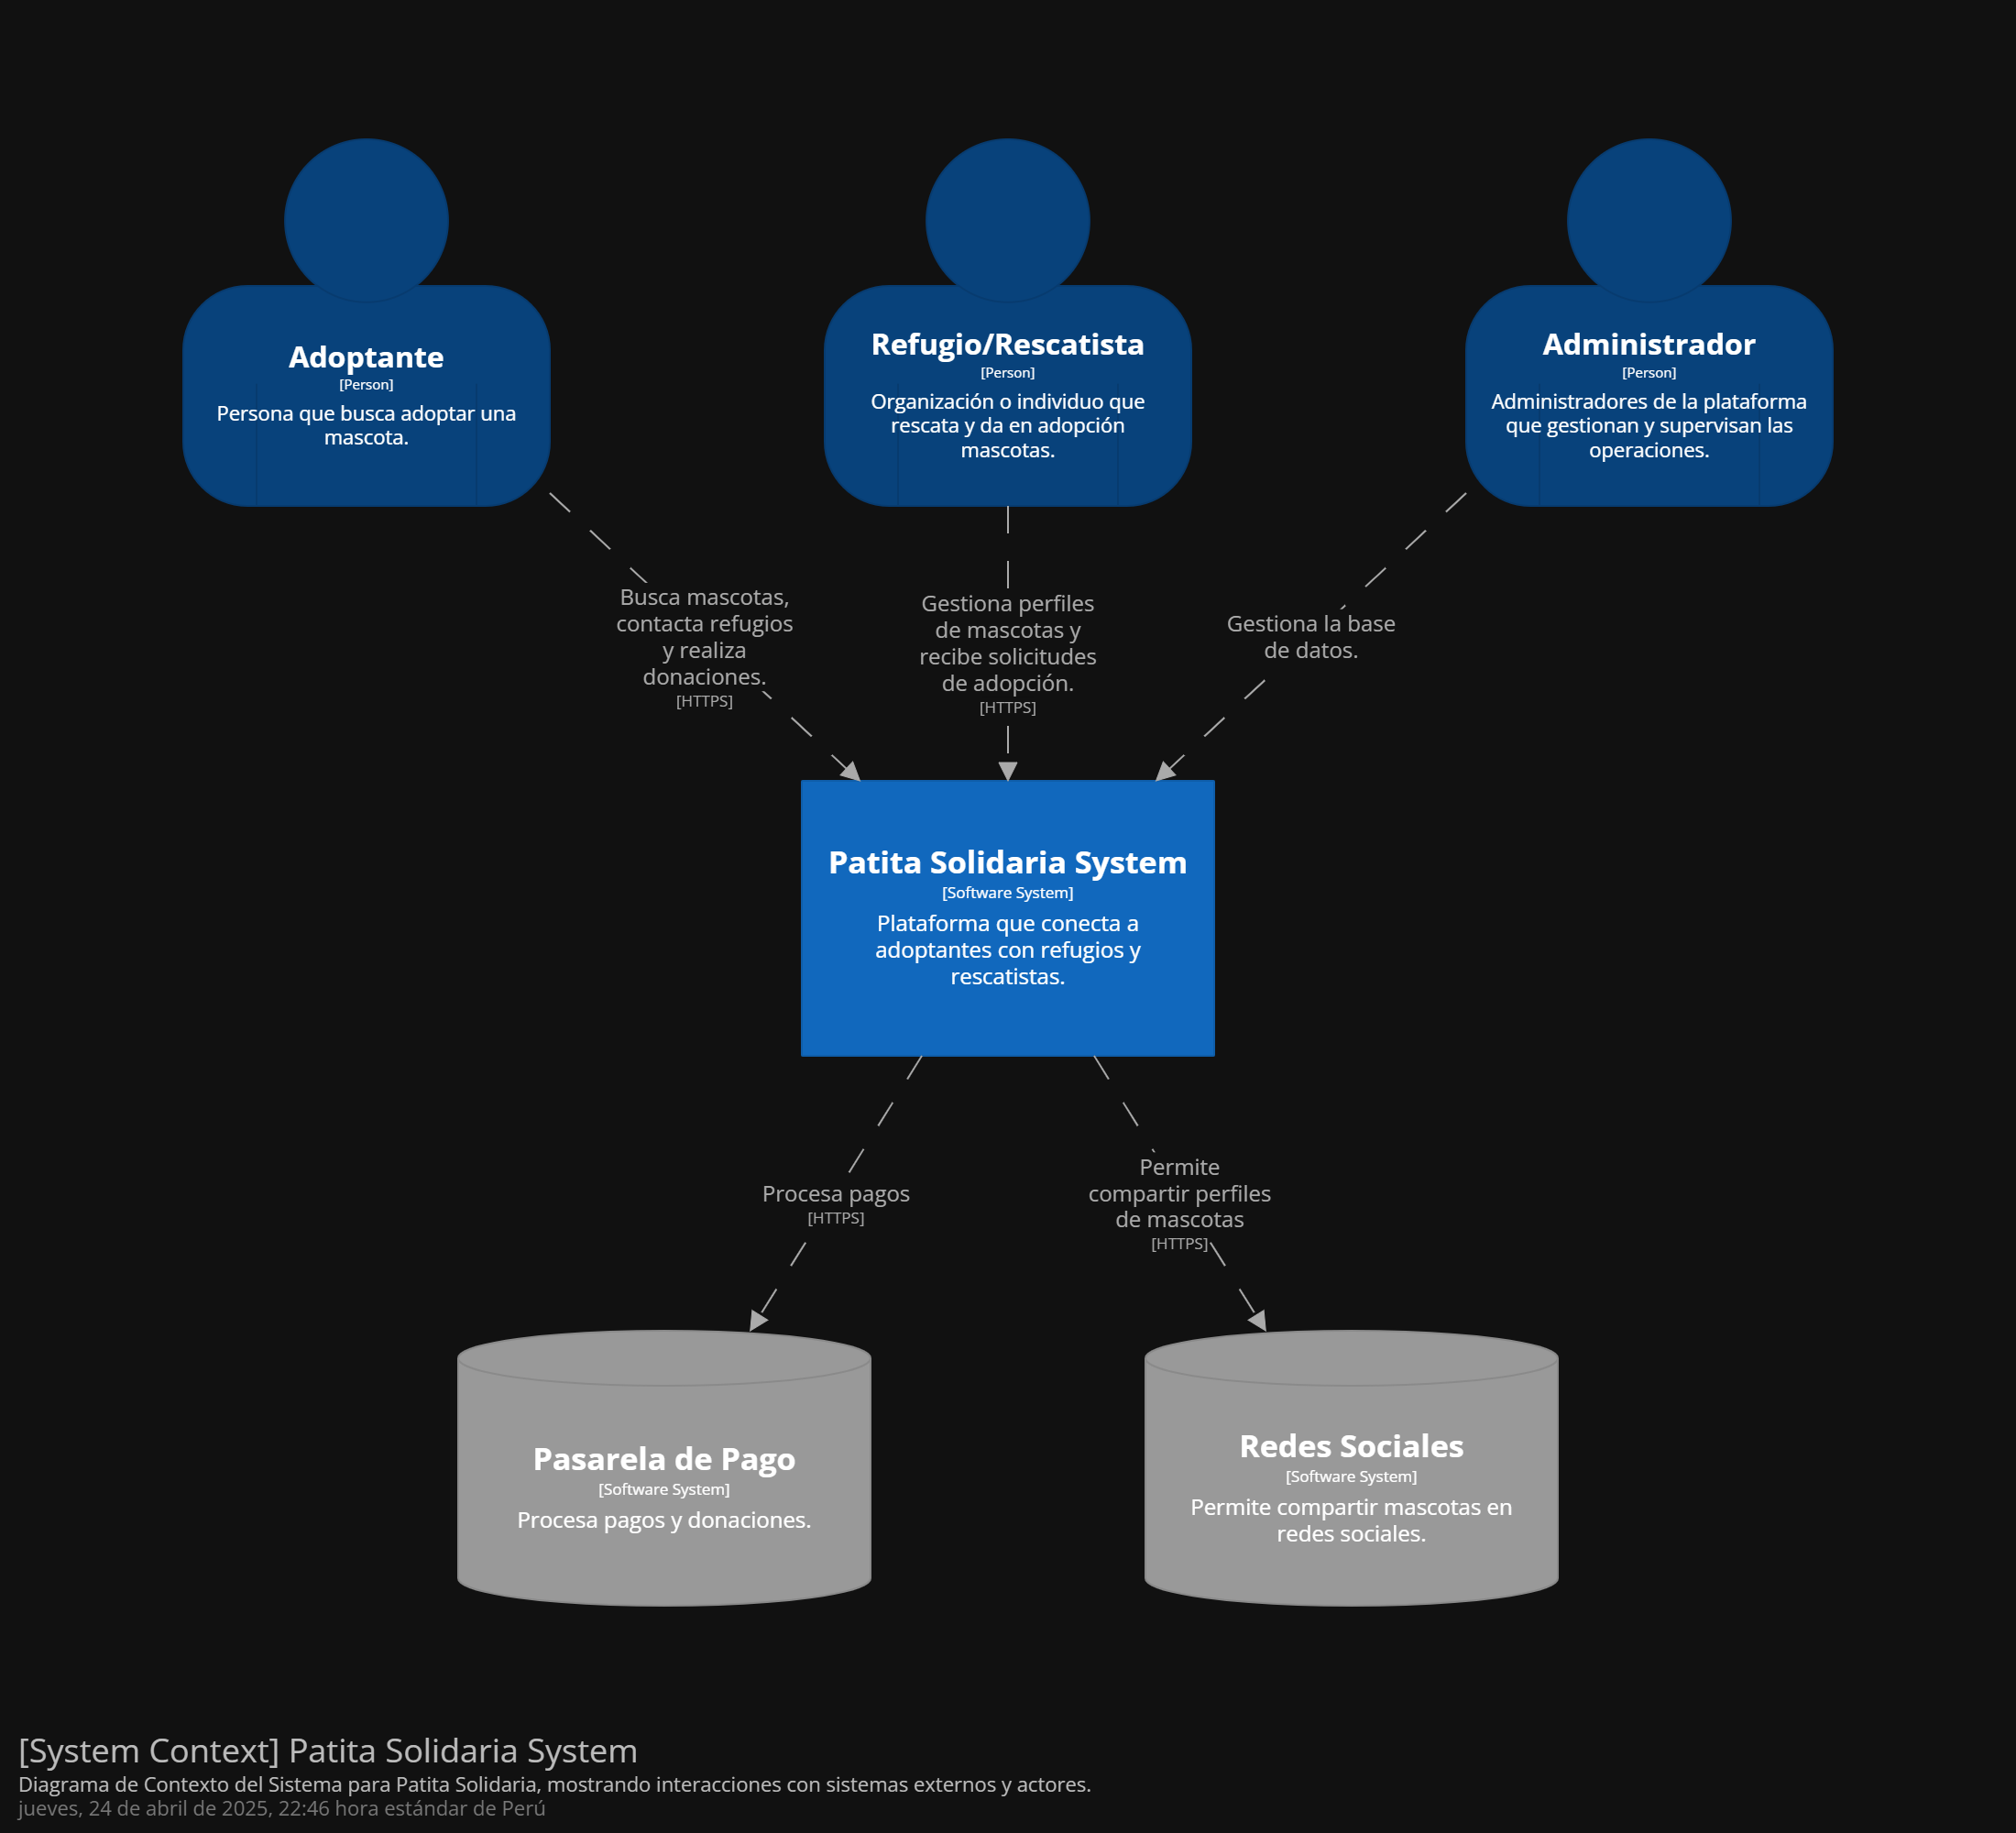 Adoptante
[Person]
Persona que busca adoptar una
mascota.
Refugio/Rescatista
[Person]
Organización o individuo que
rescata y da en adopción
mascotas.
Administrador
[Person]
Administradores de la plataforma
que gestionan y supervisan las
operaciones.
Busca mascotas,
contacta refugios
y realiza
donaciones.
[HTTPS]
Gestiona perfiles
de mascotas y
recibe solicitudes
de adopción.
[HTTPS]
Gestiona la base
de datos.
Patita Solidaria System
[Software System]
Plataforma que conecta a
adoptantes con refugios y
rescatistas.
Procesa pagos
[HTTPS]
Permite
compartir perfiles
de mascotas
[HTTPS]
Pasarela de Pago
[Software System]
Procesa pagos y donaciones.
Redes Sociales
[Software System]
Permite compartir mascotas en
redes sociales.
[System Context] Patita Solidaria System
Diagrama de Contexto del Sistema para Patita Solidaria, mostrando interacciones con sistemas externos y actores.
jueves, 24 de abril de 2025, 22:46 hora estándar de Perú